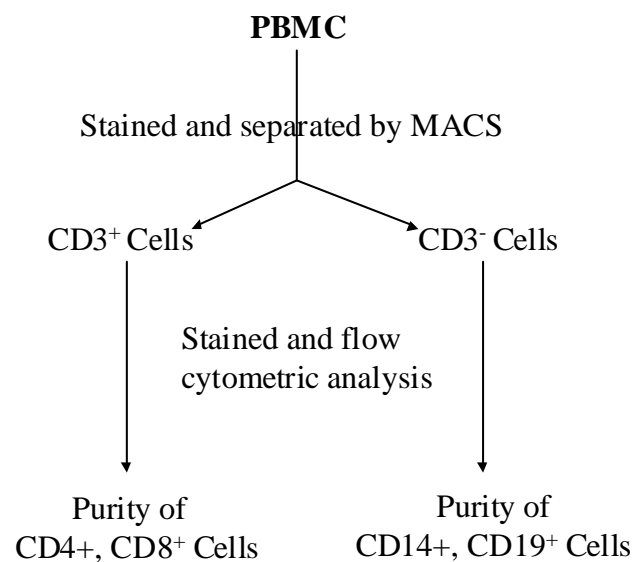 PBMC
Stained and separated by MACS
CD3⁺ Cells
CD3⁻ Cells
Stained and flow
cytometric analysis
Purity of
CD4+, CD8⁺ Cells
Purity of
CD14+, CD19⁺ Cells